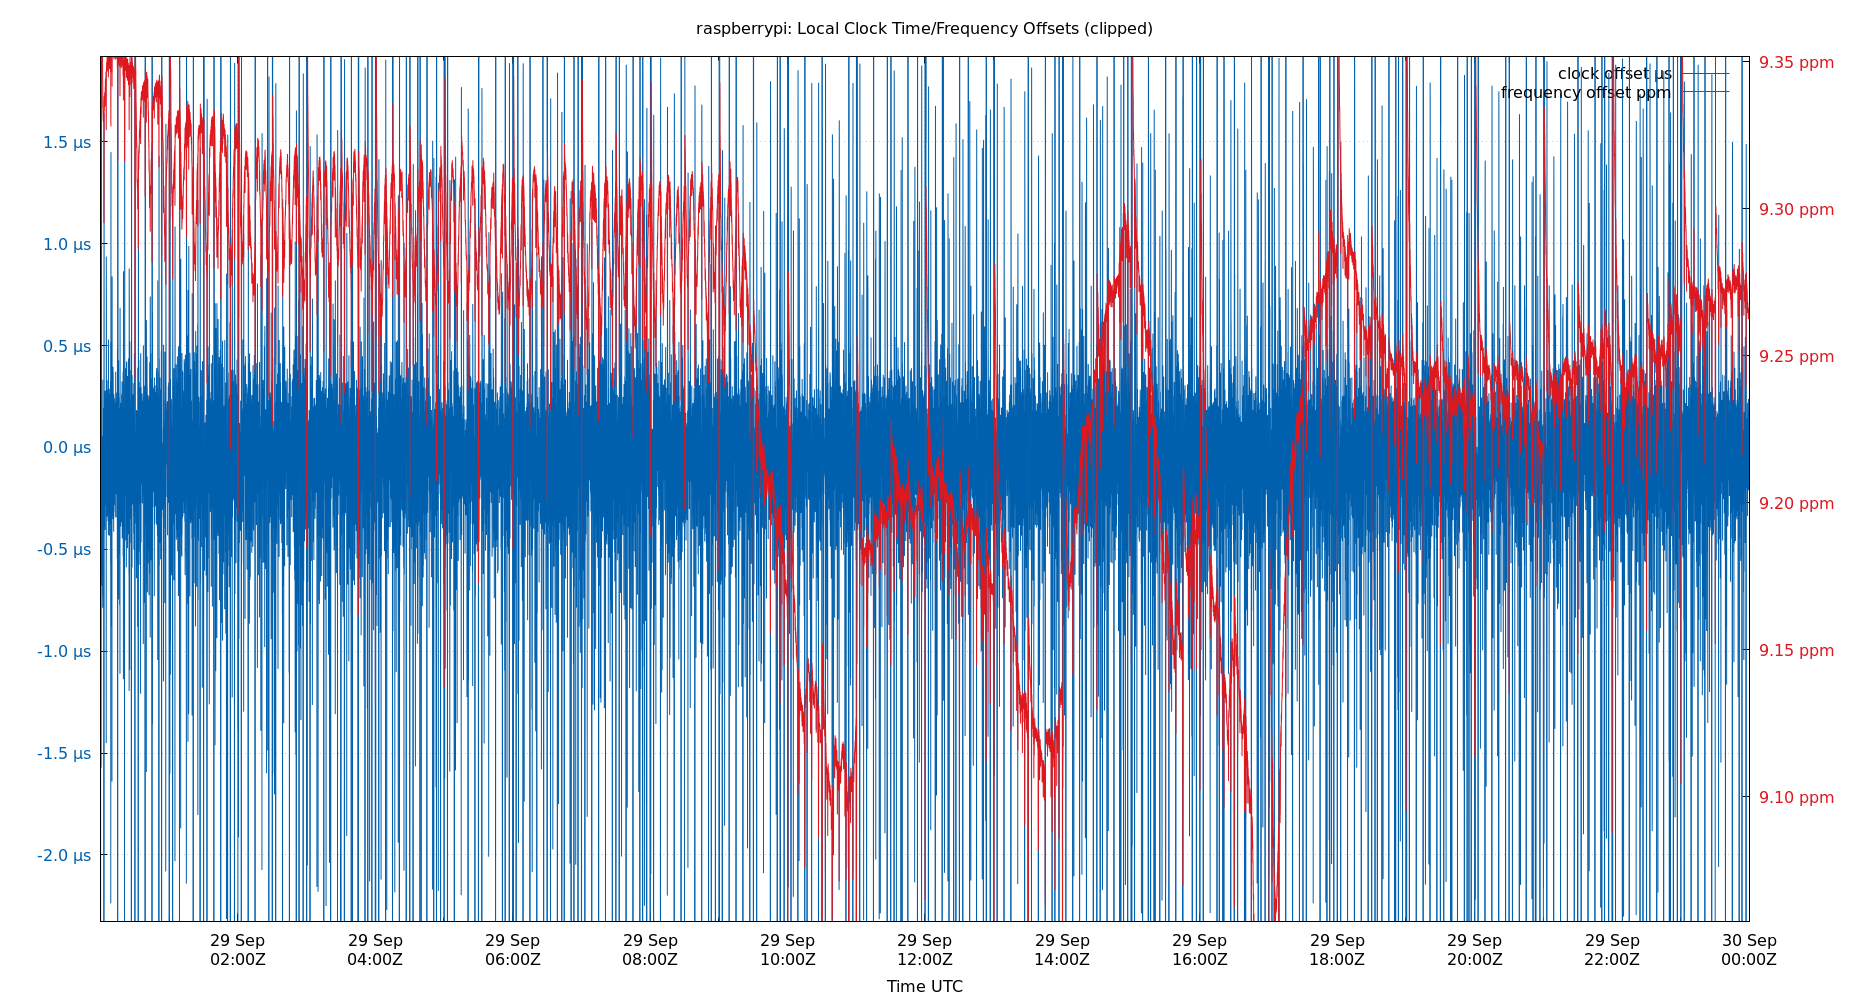 raspberrypi: Local Clock Time/Frequency Offsets (clipped)
clock offset µs
frequency offset ppm
1.5 µs
1.0 µs
0.5 µs
0.0 µs
-0.5 µs
-1.0 µs
-1.5 µs
-2.0 µs
9.35 ppm
9.30 ppm
9.25 ppm
9.20 ppm
9.15 ppm
9.10 ppm
29 Sep 29 Sep 29 Sep 29 Sep 29 Sep 29 Sep 29 Sep 29 Sep 29 Sep 29 Sep 29 Sep 30 Sep
02:00Z 04:00Z 06:00Z 08:00Z 10:00Z 12:00Z 14:00Z 16:00Z 18:00Z 20:00Z 22:00Z 00:00Z
Time UTC